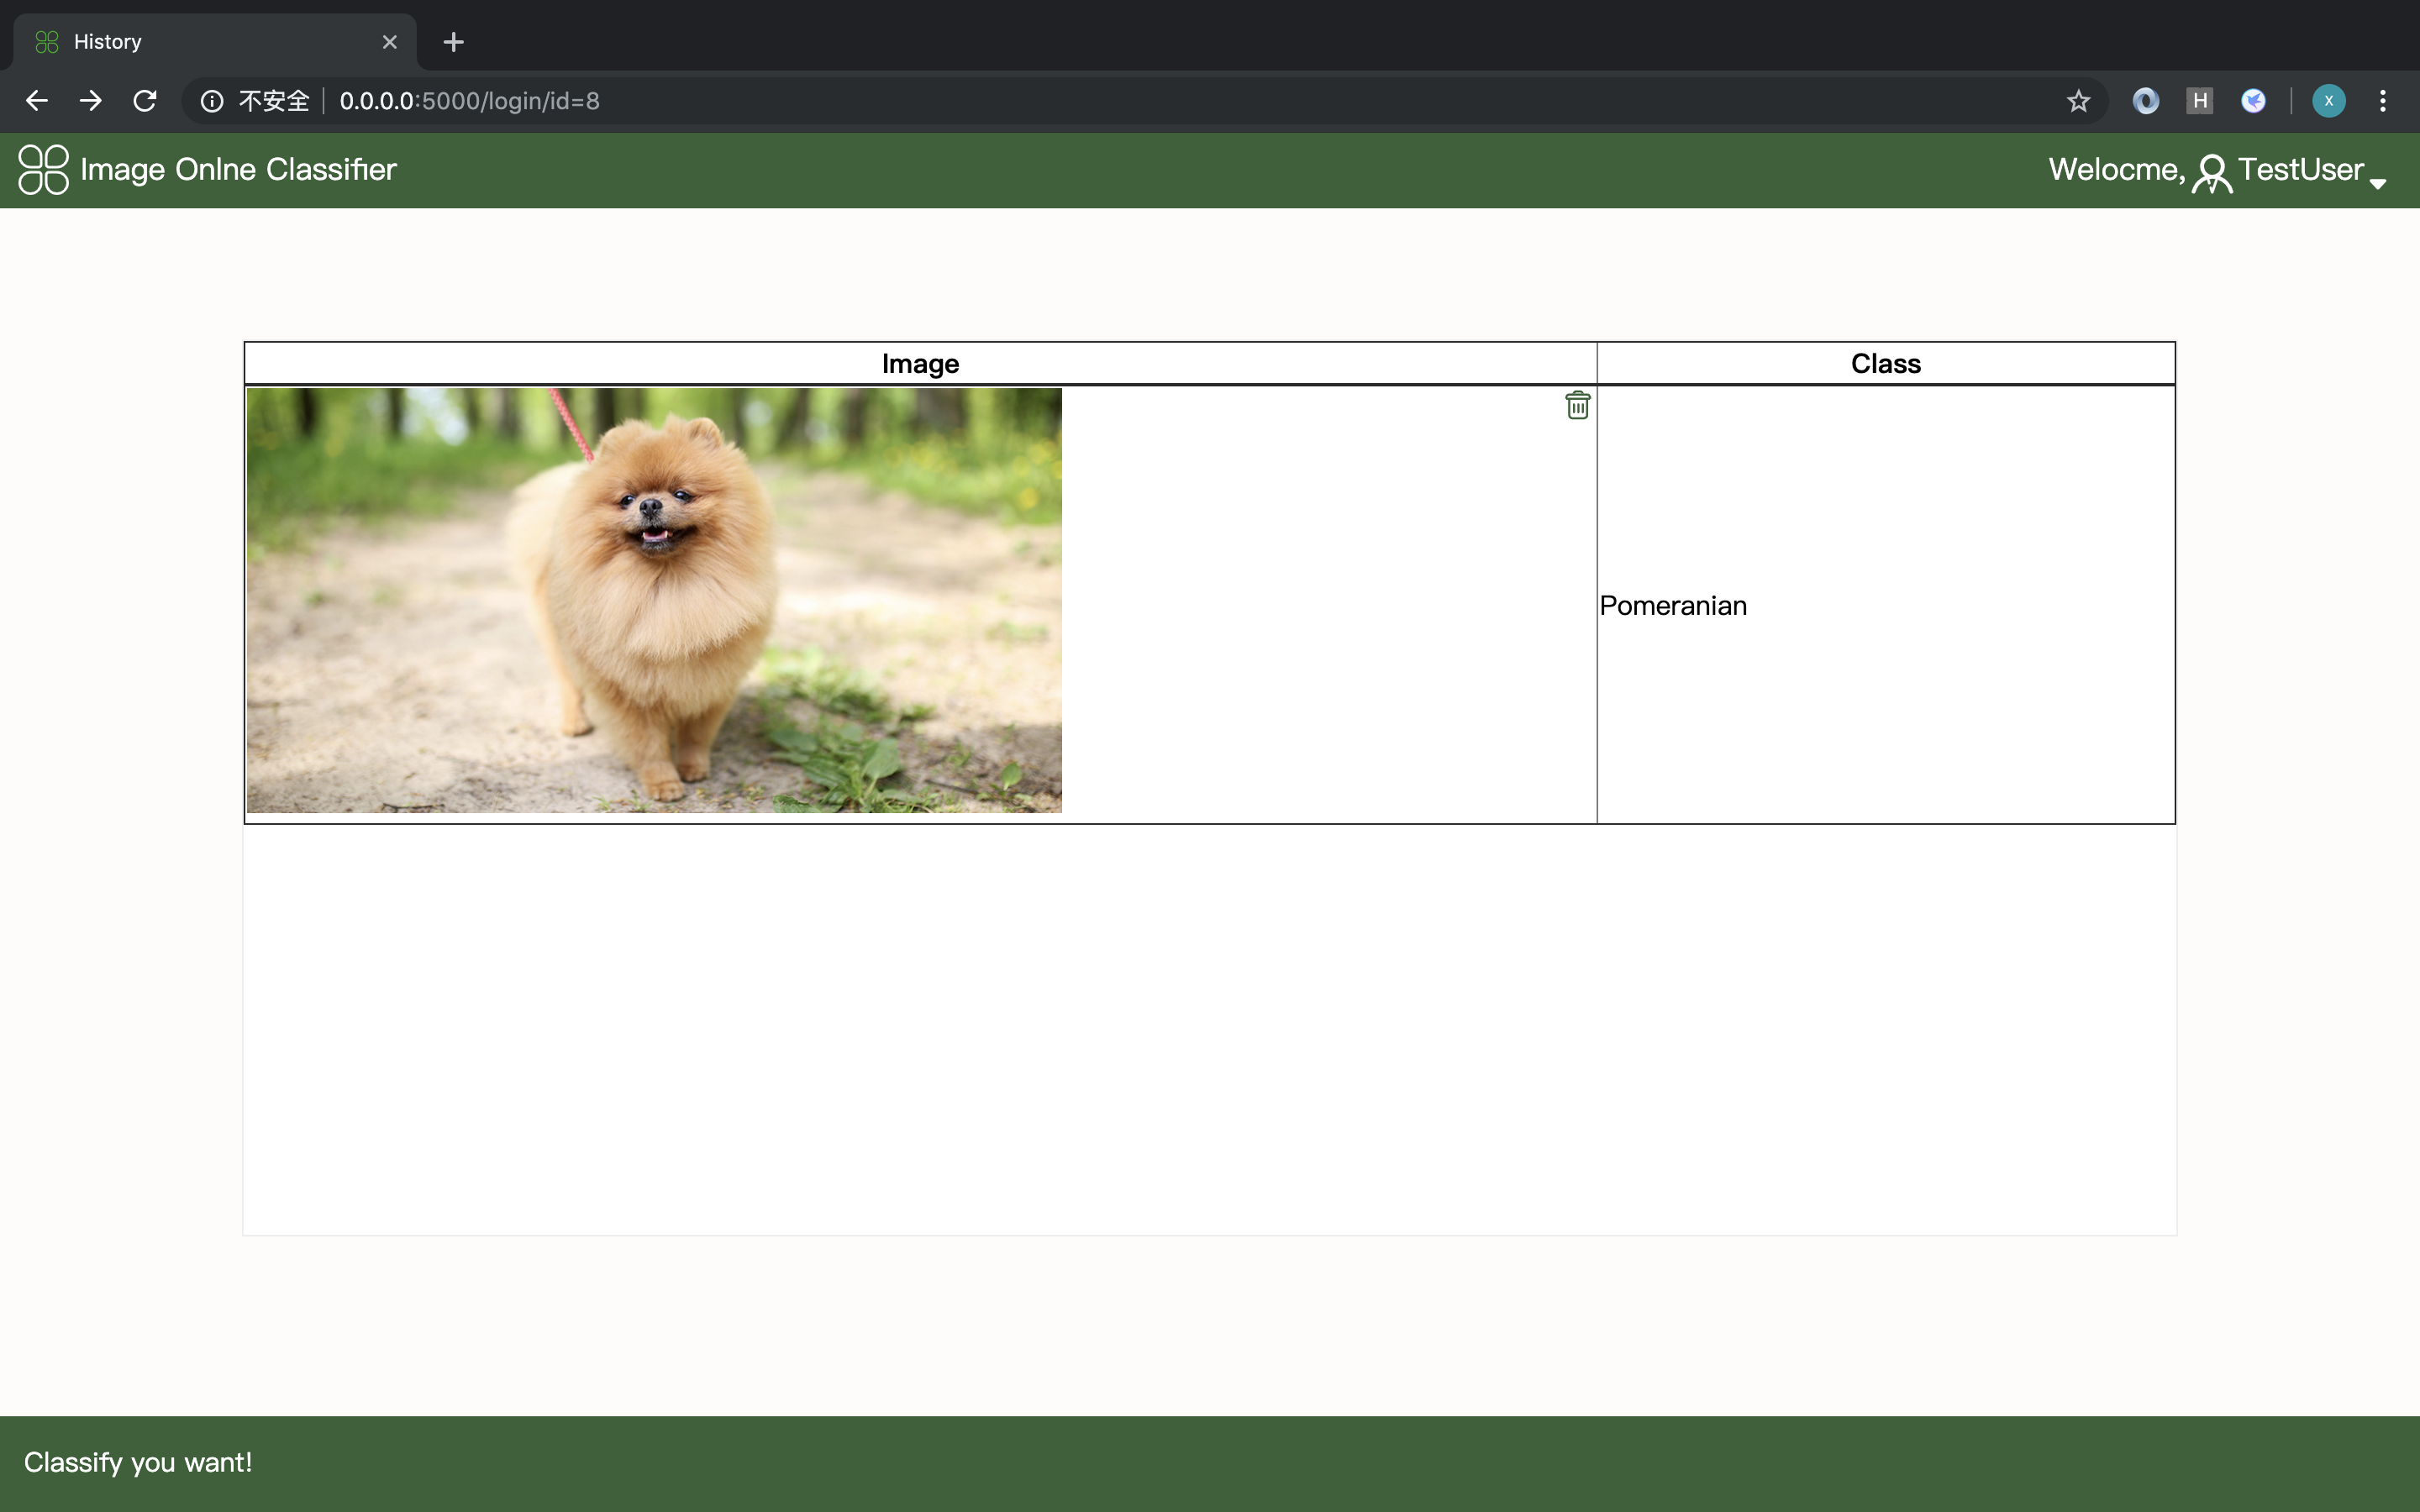 History
不安全 0.0.0.0:5000/login/id=8
H
X
Image Onlne Classifier
Welocme, TestUser
Image Class
Pomeranian
Classify you want!